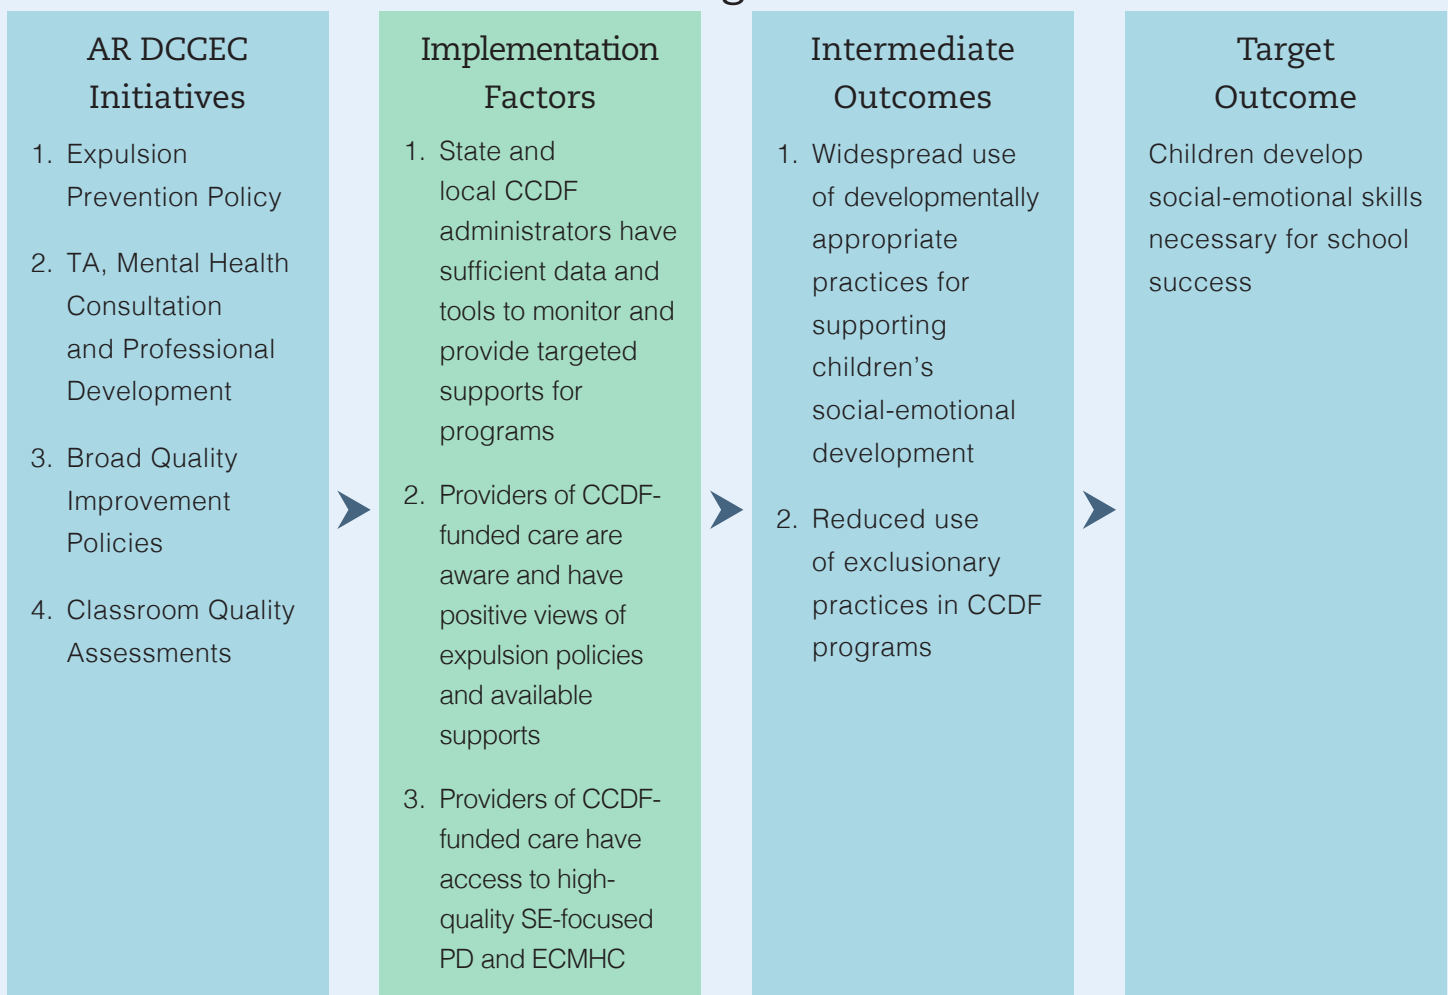 AR DCCEC
Initiatives
1. Expulsion
Prevention Policy
2. TA, Mental Health
Consultation
and Professional
Development
3. Broad Quality
Improvement
Policies
4. Classroom Quality
Assessments
Implementation
Factors
1. State and
local CCDF
administrators have
sufficient data and
tools to monitor and
provide targeted
supports for
programs
2. Providers of CCDF-
funded care are
aware and have
positive views of
expulsion policies
and available
supports
3. Providers of CCDF-
funded care have
access to high-
quality SE-focused
PD and ECMHC
Intermediate
Outcomes
1. Widespread use
of developmentally
appropriate
practices for
supporting
children’s
social-emotional
development
2. Reduced use
of exclusionary
practices in CCDF
programs
Target
Outcome
Children develop
social-emotional skills
necessary for school
success